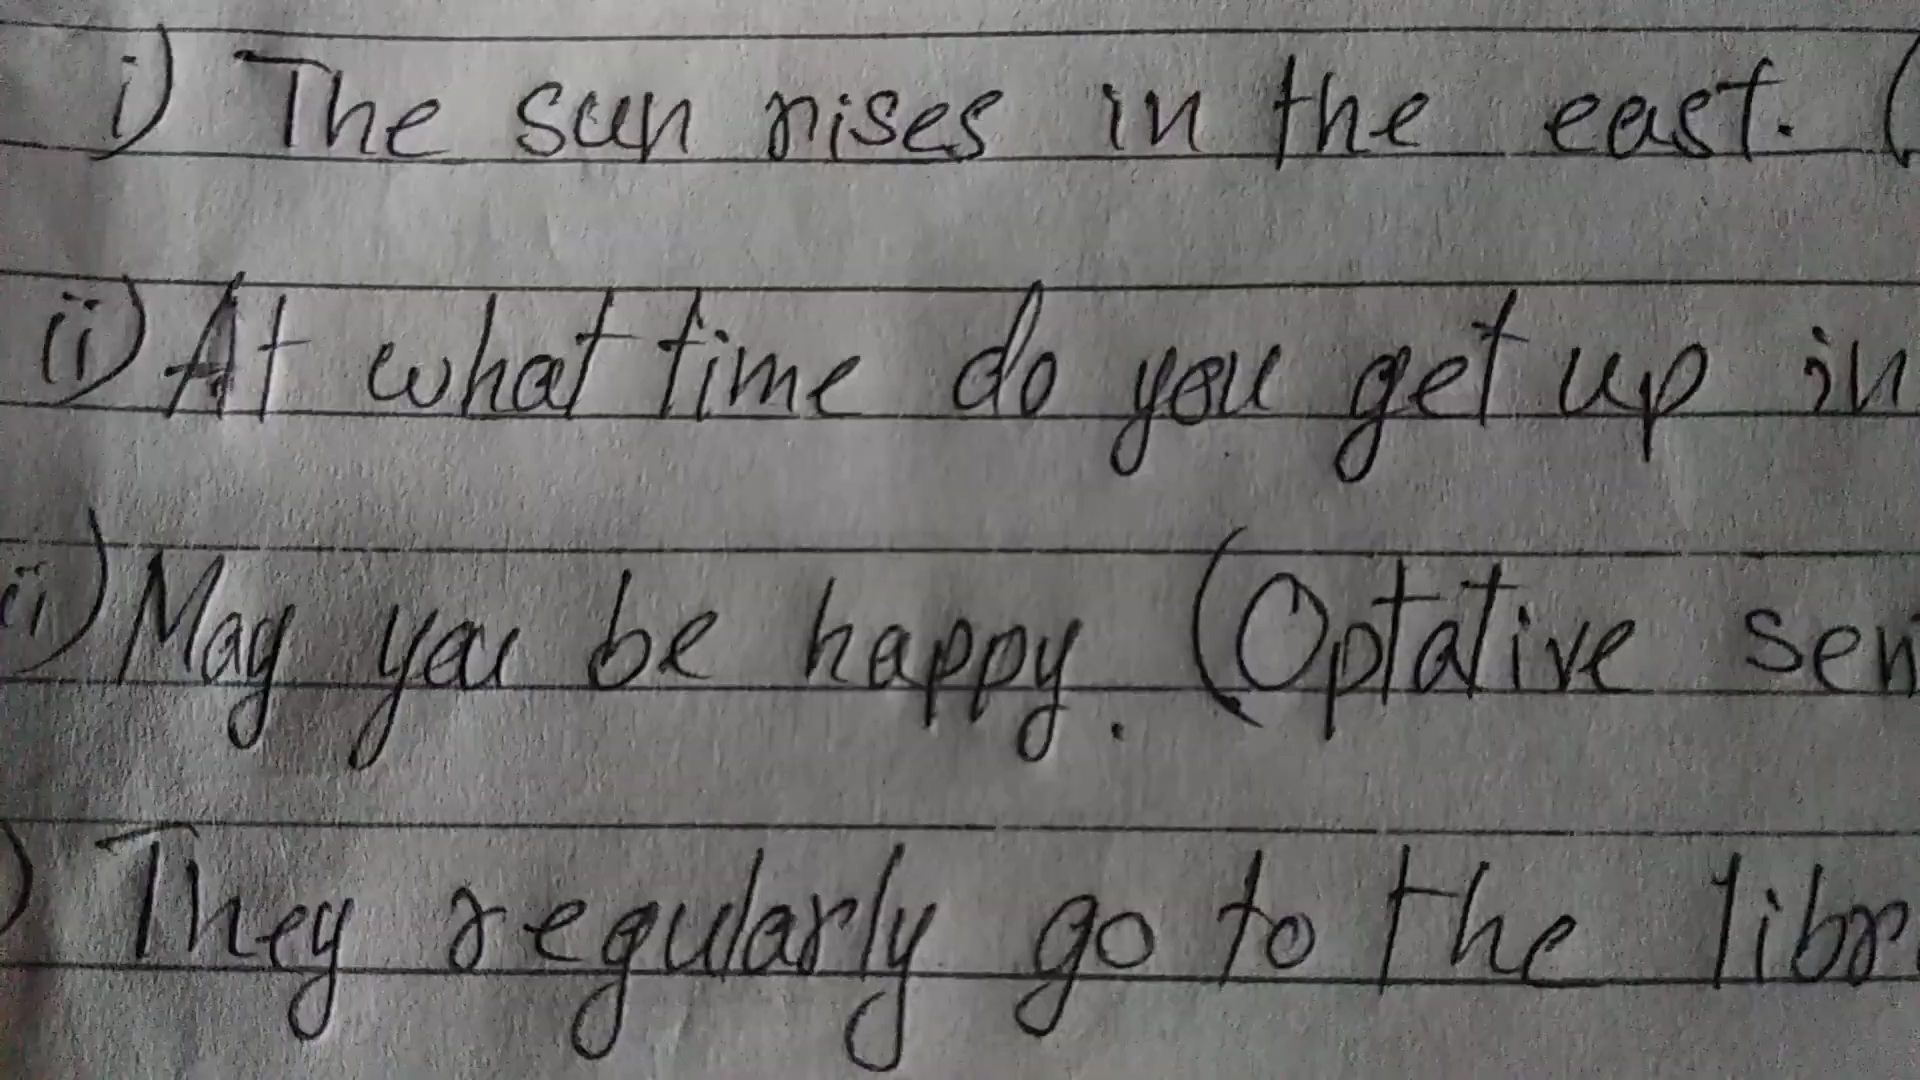 i) The sun rises in the east. (
ii) At what time do you get up in
ii) May you be happy. (Optative sen
) They regularly go to the libr